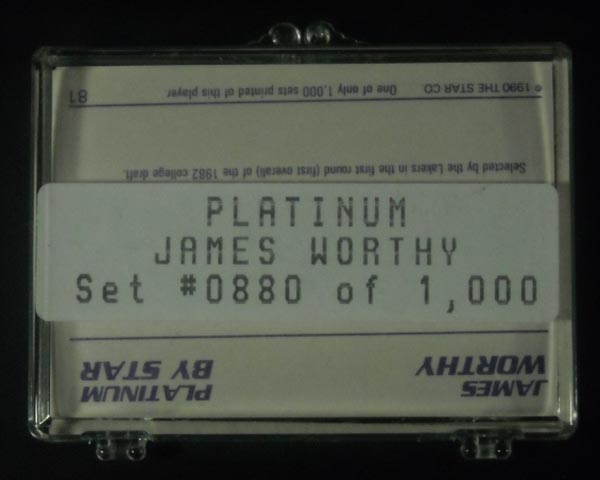 PLATINUM
JAMES WORTHY
Set #0880 of 1,000
JAMES WORTHY
PLATINUM BY STAR
Selected by the Lakers in the first round (first overall) of the 1982 college draft.
© 1990 THE STAR CO. One of only 1,000 sets printed of this player 18